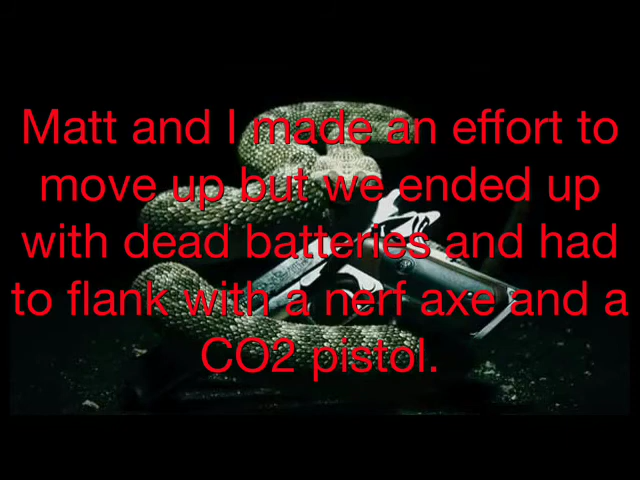 Matt and I made an effort to
move up but we ended up
with dead batteries and had
to flank with a nerf axe and a
CO2 pistol.